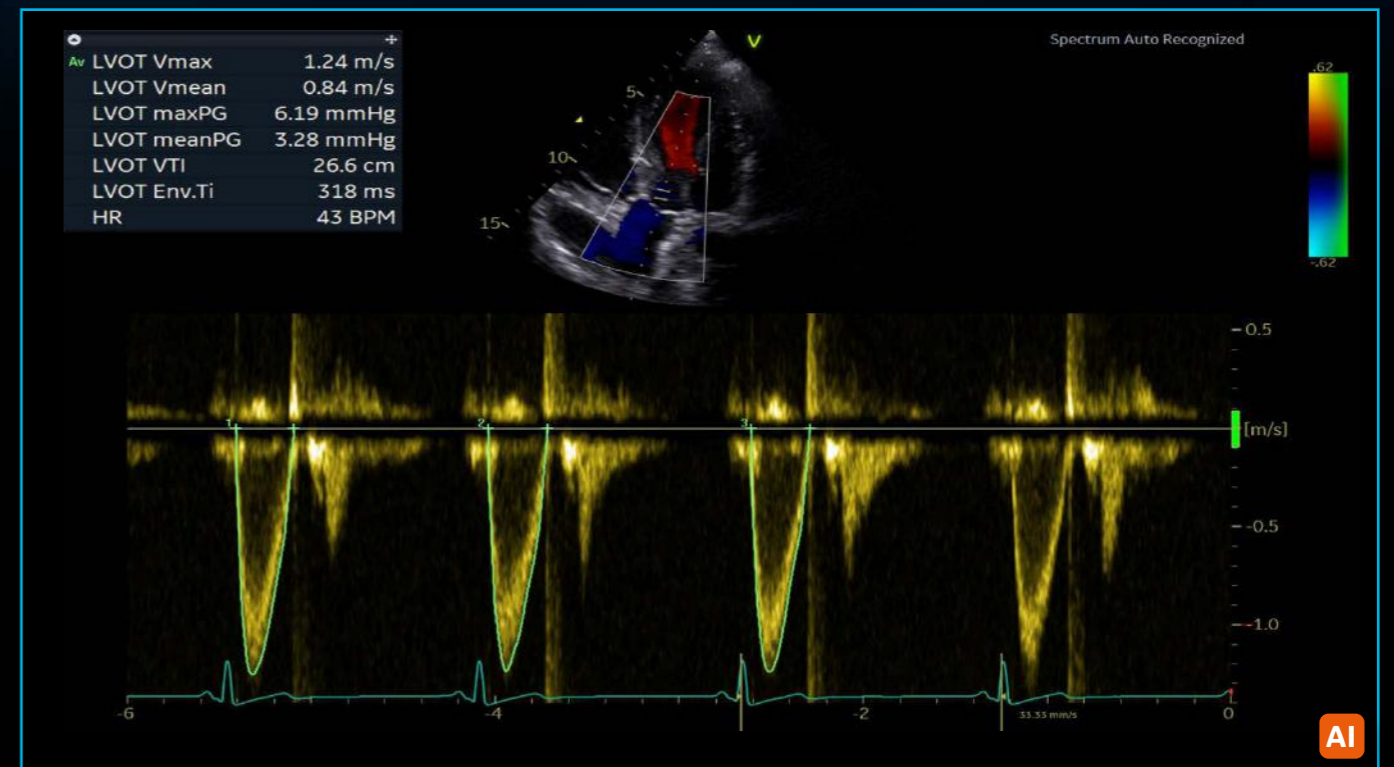 Av LVOT Vmax 1.24 m/s
LVOT Vmean 0.84 m/s
LVOT maxPG 6.19 mmHg
LVOT meanPG 3.28 mmHg
LVOT VTI 26.6 cm
LVOT Env.Ti 318 ms
HR 43 BPM
V
Spectrum Auto Recognized
.62
-.62
5
10
15
0.5
[m/s]
-0.5
-1.0
1 2 3
-6 -4 -2 0
33.33 mm/s
AI